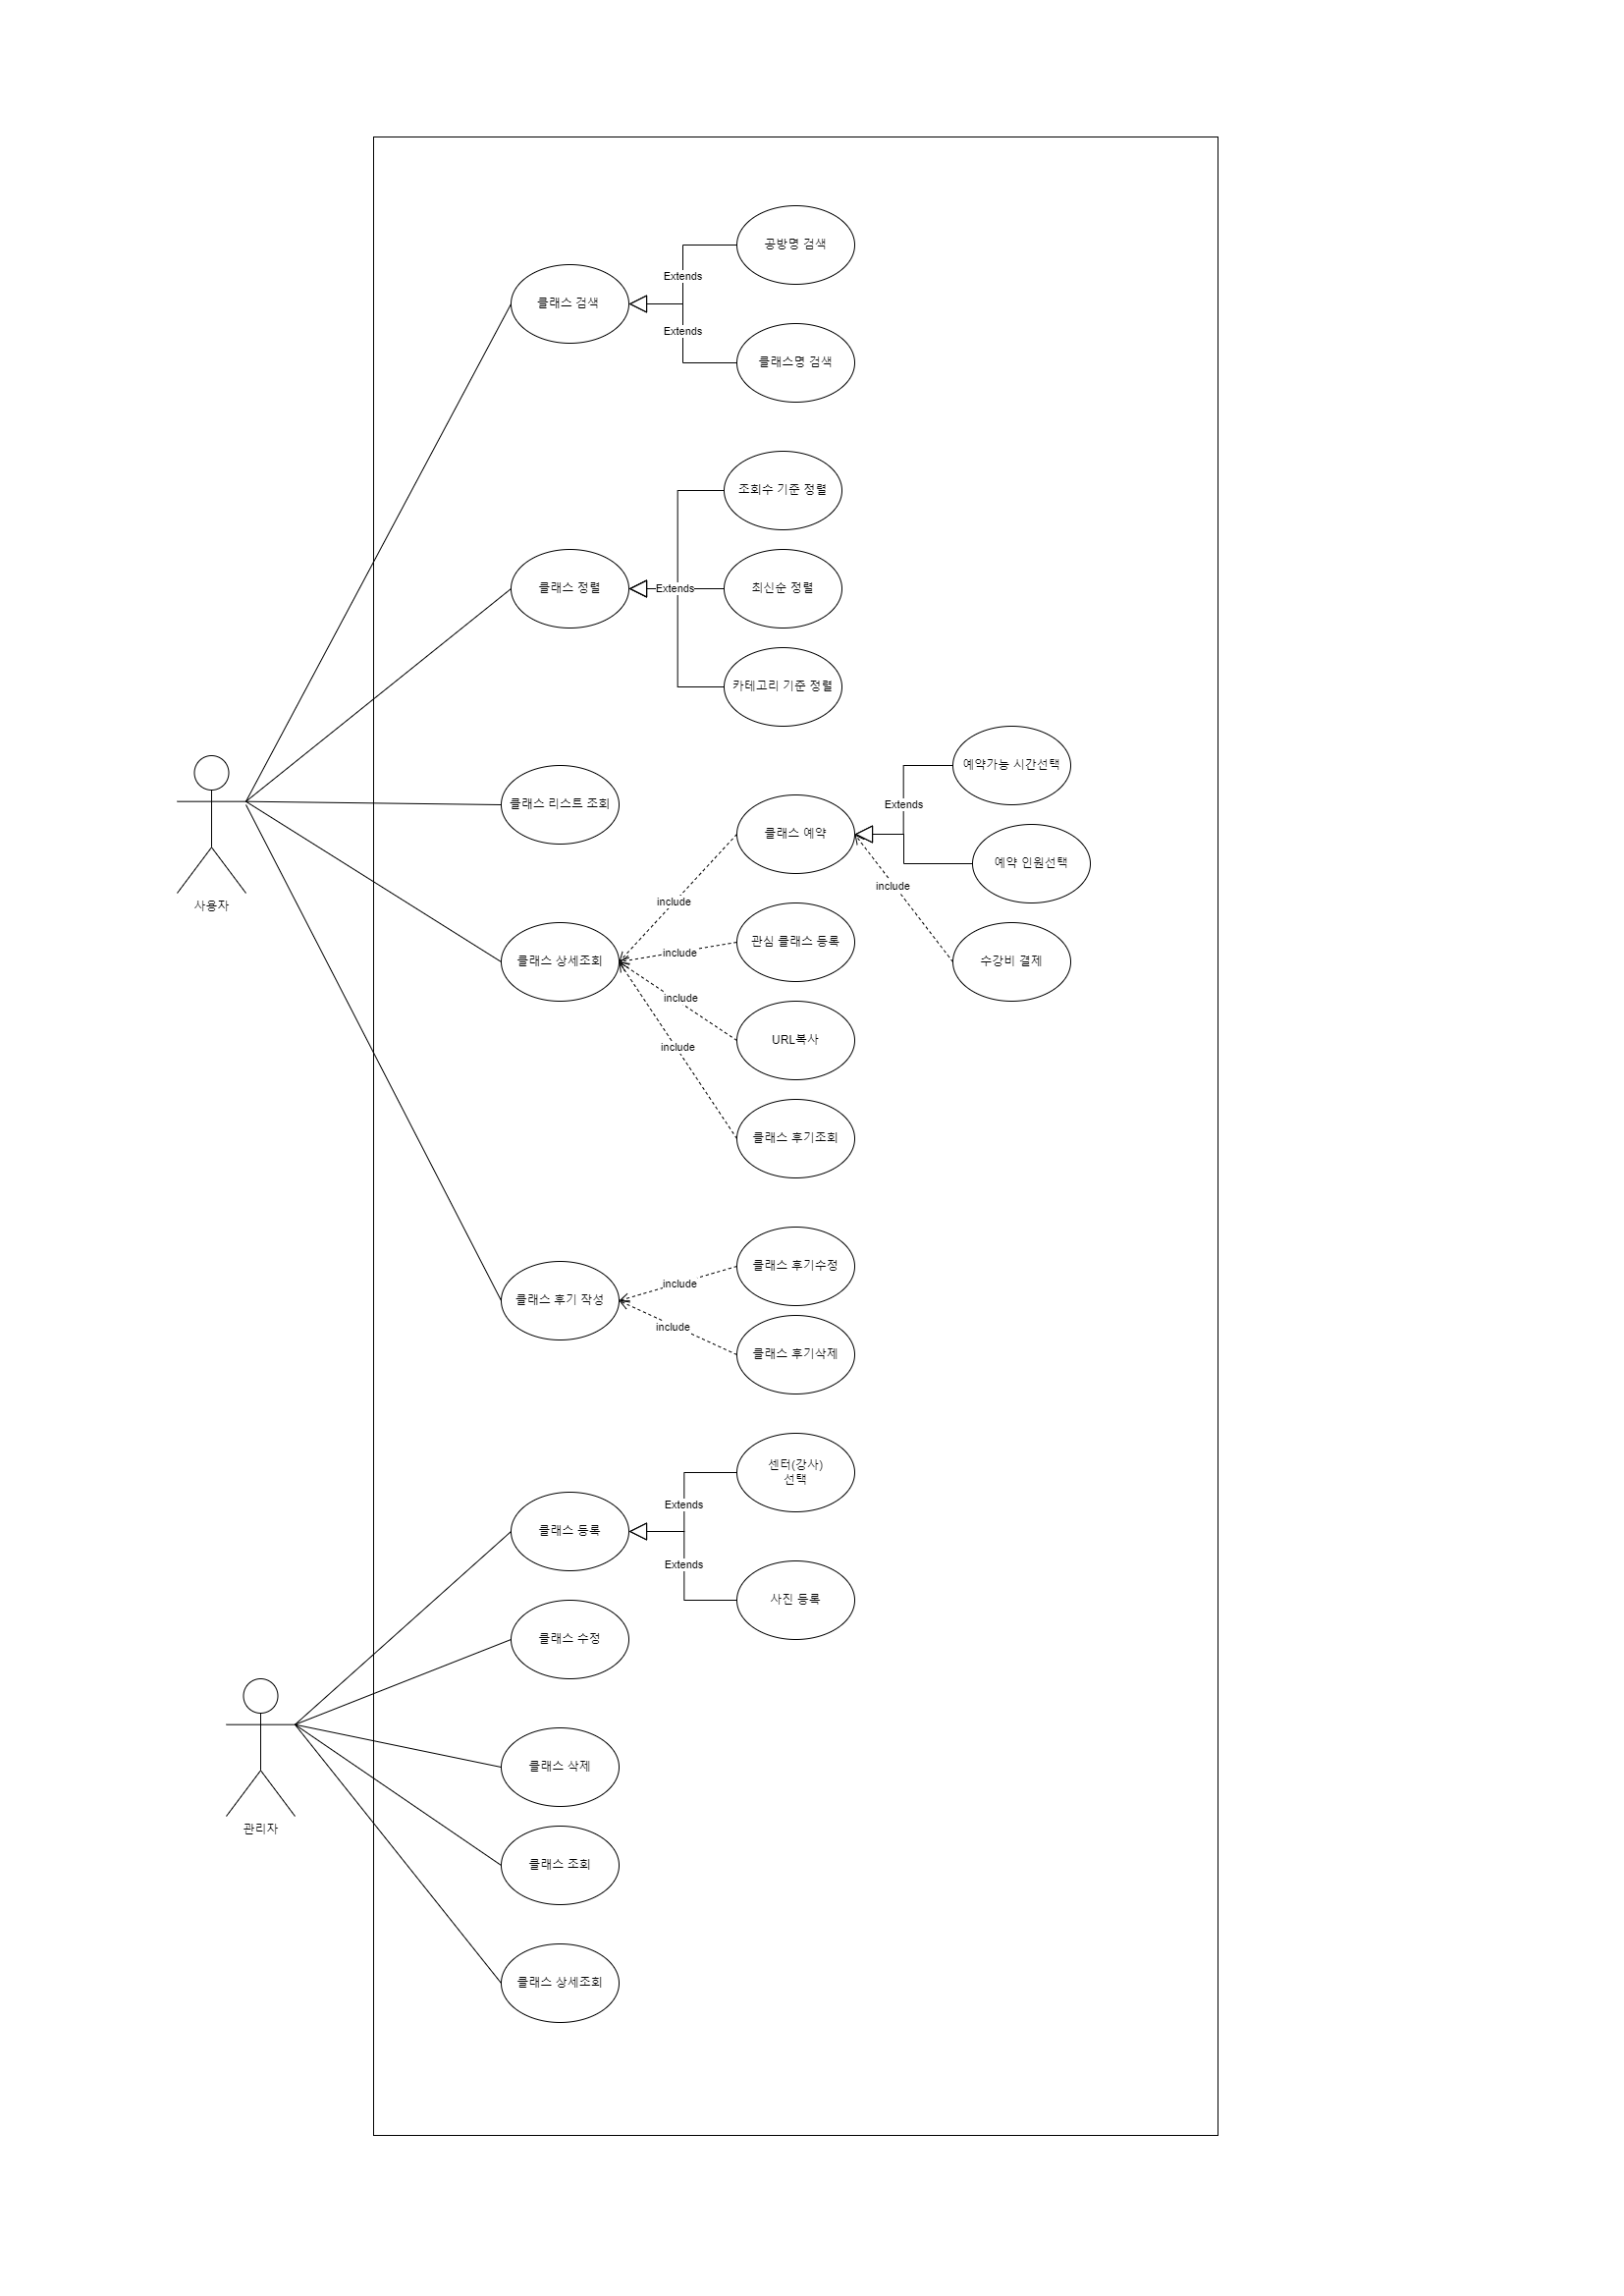 공방명 검색
Extends
클래스 검색
Extends
클래스명 검색
조회수 기준 정렬
클래스 정렬
Extends
최신순 정렬
카테고리 기준 정렬
예약가능 시간선택
클래스 리스트 조회
Extends
클래스 예약
예약 인원선택
include
사용자
include
관심 클래스 등록
include
클래스 상세조회
수강비 결제
include
URL복사
include
클래스 후기조회
클래스 후기수정
include
클래스 후기 작성
include
클래스 후기삭제
센터(강사)
선택
Extends
클래스 등록
Extends
사진 등록
클래스 수정
클래스 삭제
관리자
클래스 조회
클래스 상세조회